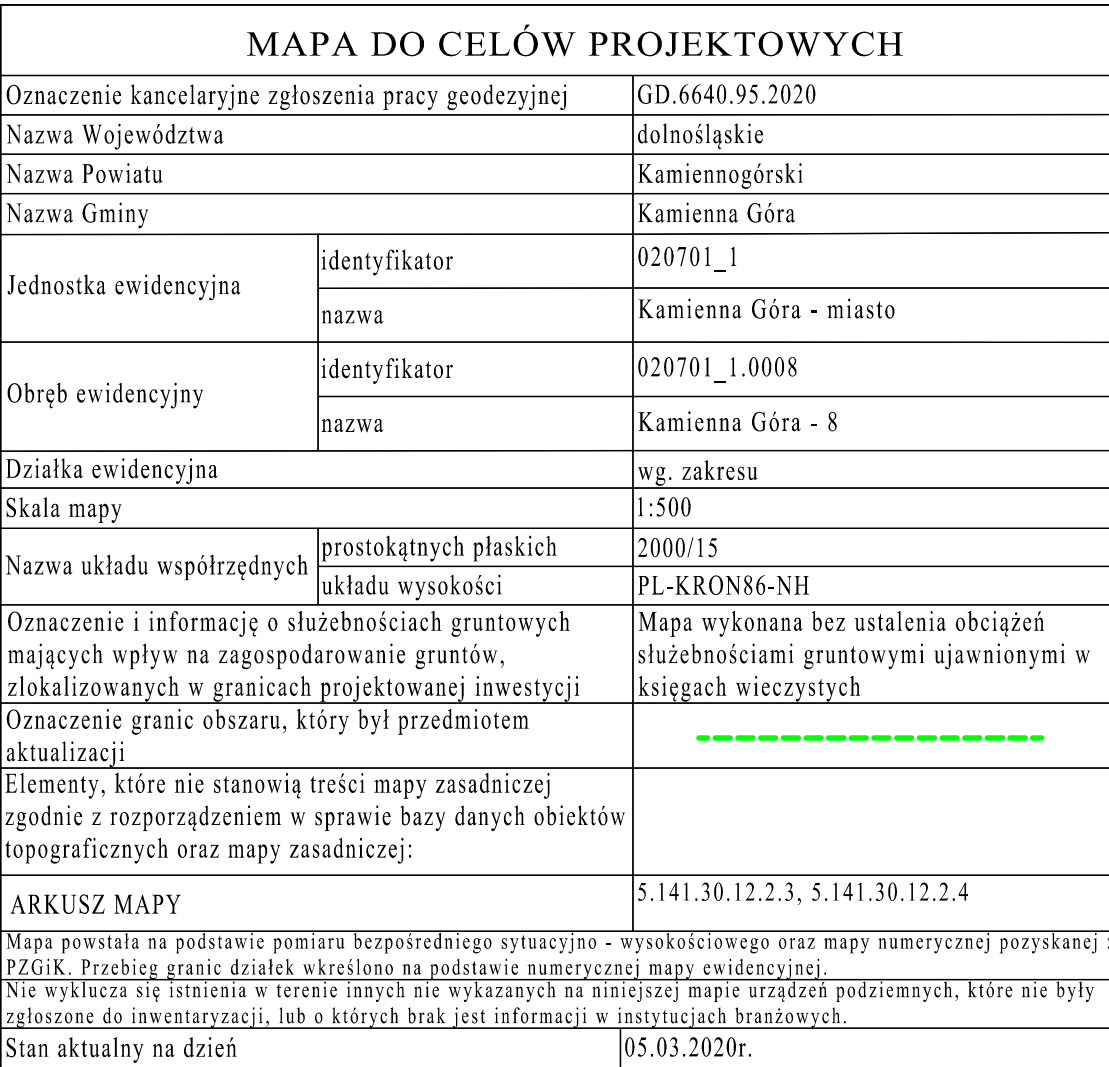 MAPA DO CELÓW PROJEKTOWYCH
Oznaczenie kancelaryjne zgłoszenia pracy geodezyjnej GD.6640.95.2020
Nazwa Województwa dolnośląskie
Nazwa Powiatu Kamiennogórski
Nazwa Gminy Kamienna Góra
Jednostka ewidencyjna
identyfikator 020701_1
nazwa Kamienna Góra - miasto
Obręb ewidencyjny
identyfikator 020701_1.0008
nazwa Kamienna Góra - 8
Działka ewidencyjna wg. zakresu
Skala mapy 1:500
Nazwa układu współrzędnych
prostokątnych płaskich 2000/15
układu wysokości PL-KRON86-NH
Oznaczenie i informację o służebnościach gruntowych
mających wpływ na zagospodarowanie gruntów,
zlokalizowanych w granicach projektowanej inwestycji
Mapa wykonana bez ustalenia obciążeń
służebnościami gruntowymi ujawnionymi w
księgach wieczystych
Oznaczenie granic obszaru, który był przedmiotem
aktualizacji
Elementy, które nie stanowią treści mapy zasadniczej
zgodnie z rozporządzeniem w sprawie bazy danych obiektów
topograficznych oraz mapy zasadniczej:
ARKUSZ MAPY 5.141.30.12.2.3, 5.141.30.12.2.4
Mapa powstała na podstawie pomiaru bezpośredniego sytuacyjno - wysokościowego oraz mapy numerycznej pozyskanej z
PZGiK. Przebieg granic działek wkreślono na podstawie numerycznej mapy ewidencyjnej.
Nie wyklucza się istnienia w terenie innych nie wykazanych na niniejszej mapie urządzeń podziemnych, które nie były
zgłoszone do inwentaryzacji, lub o których brak jest informacji w instytucjach branżowych.
Stan aktualny na dzień 05.03.2020r.